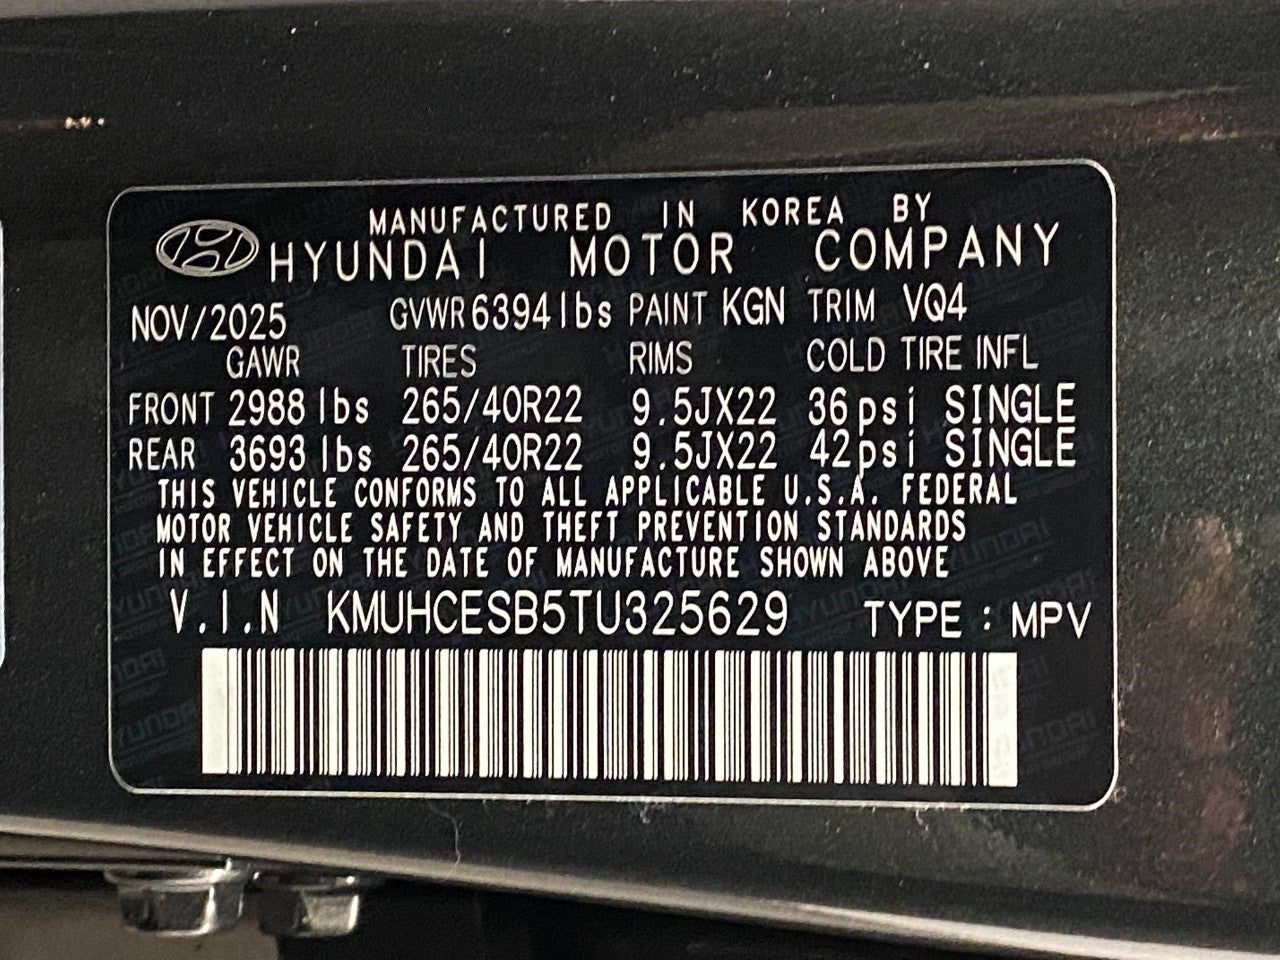 MANUFACTURED IN KOREA BY
HYUNDAI MOTOR COMPANY
NOV/2025 GVWR 6394 lbs PAINT KGN TRIM VQ4
GAWR TIRES RIMS COLD TIRE INFL
FRONT 2988 lbs 265/40R22 9.5JX22 36psi SINGLE
REAR 3693 lbs 265/40R22 9.5JX22 42psi SINGLE
THIS VEHICLE CONFORMS TO ALL APPLICABLE U.S.A. FEDERAL
MOTOR VEHICLE SAFETY AND THEFT PREVENTION STANDARDS
IN EFFECT ON THE DATE OF MANUFACTURE SHOWN ABOVE
V.I.N KMUHCESB5TU325629 TYPE : MPV